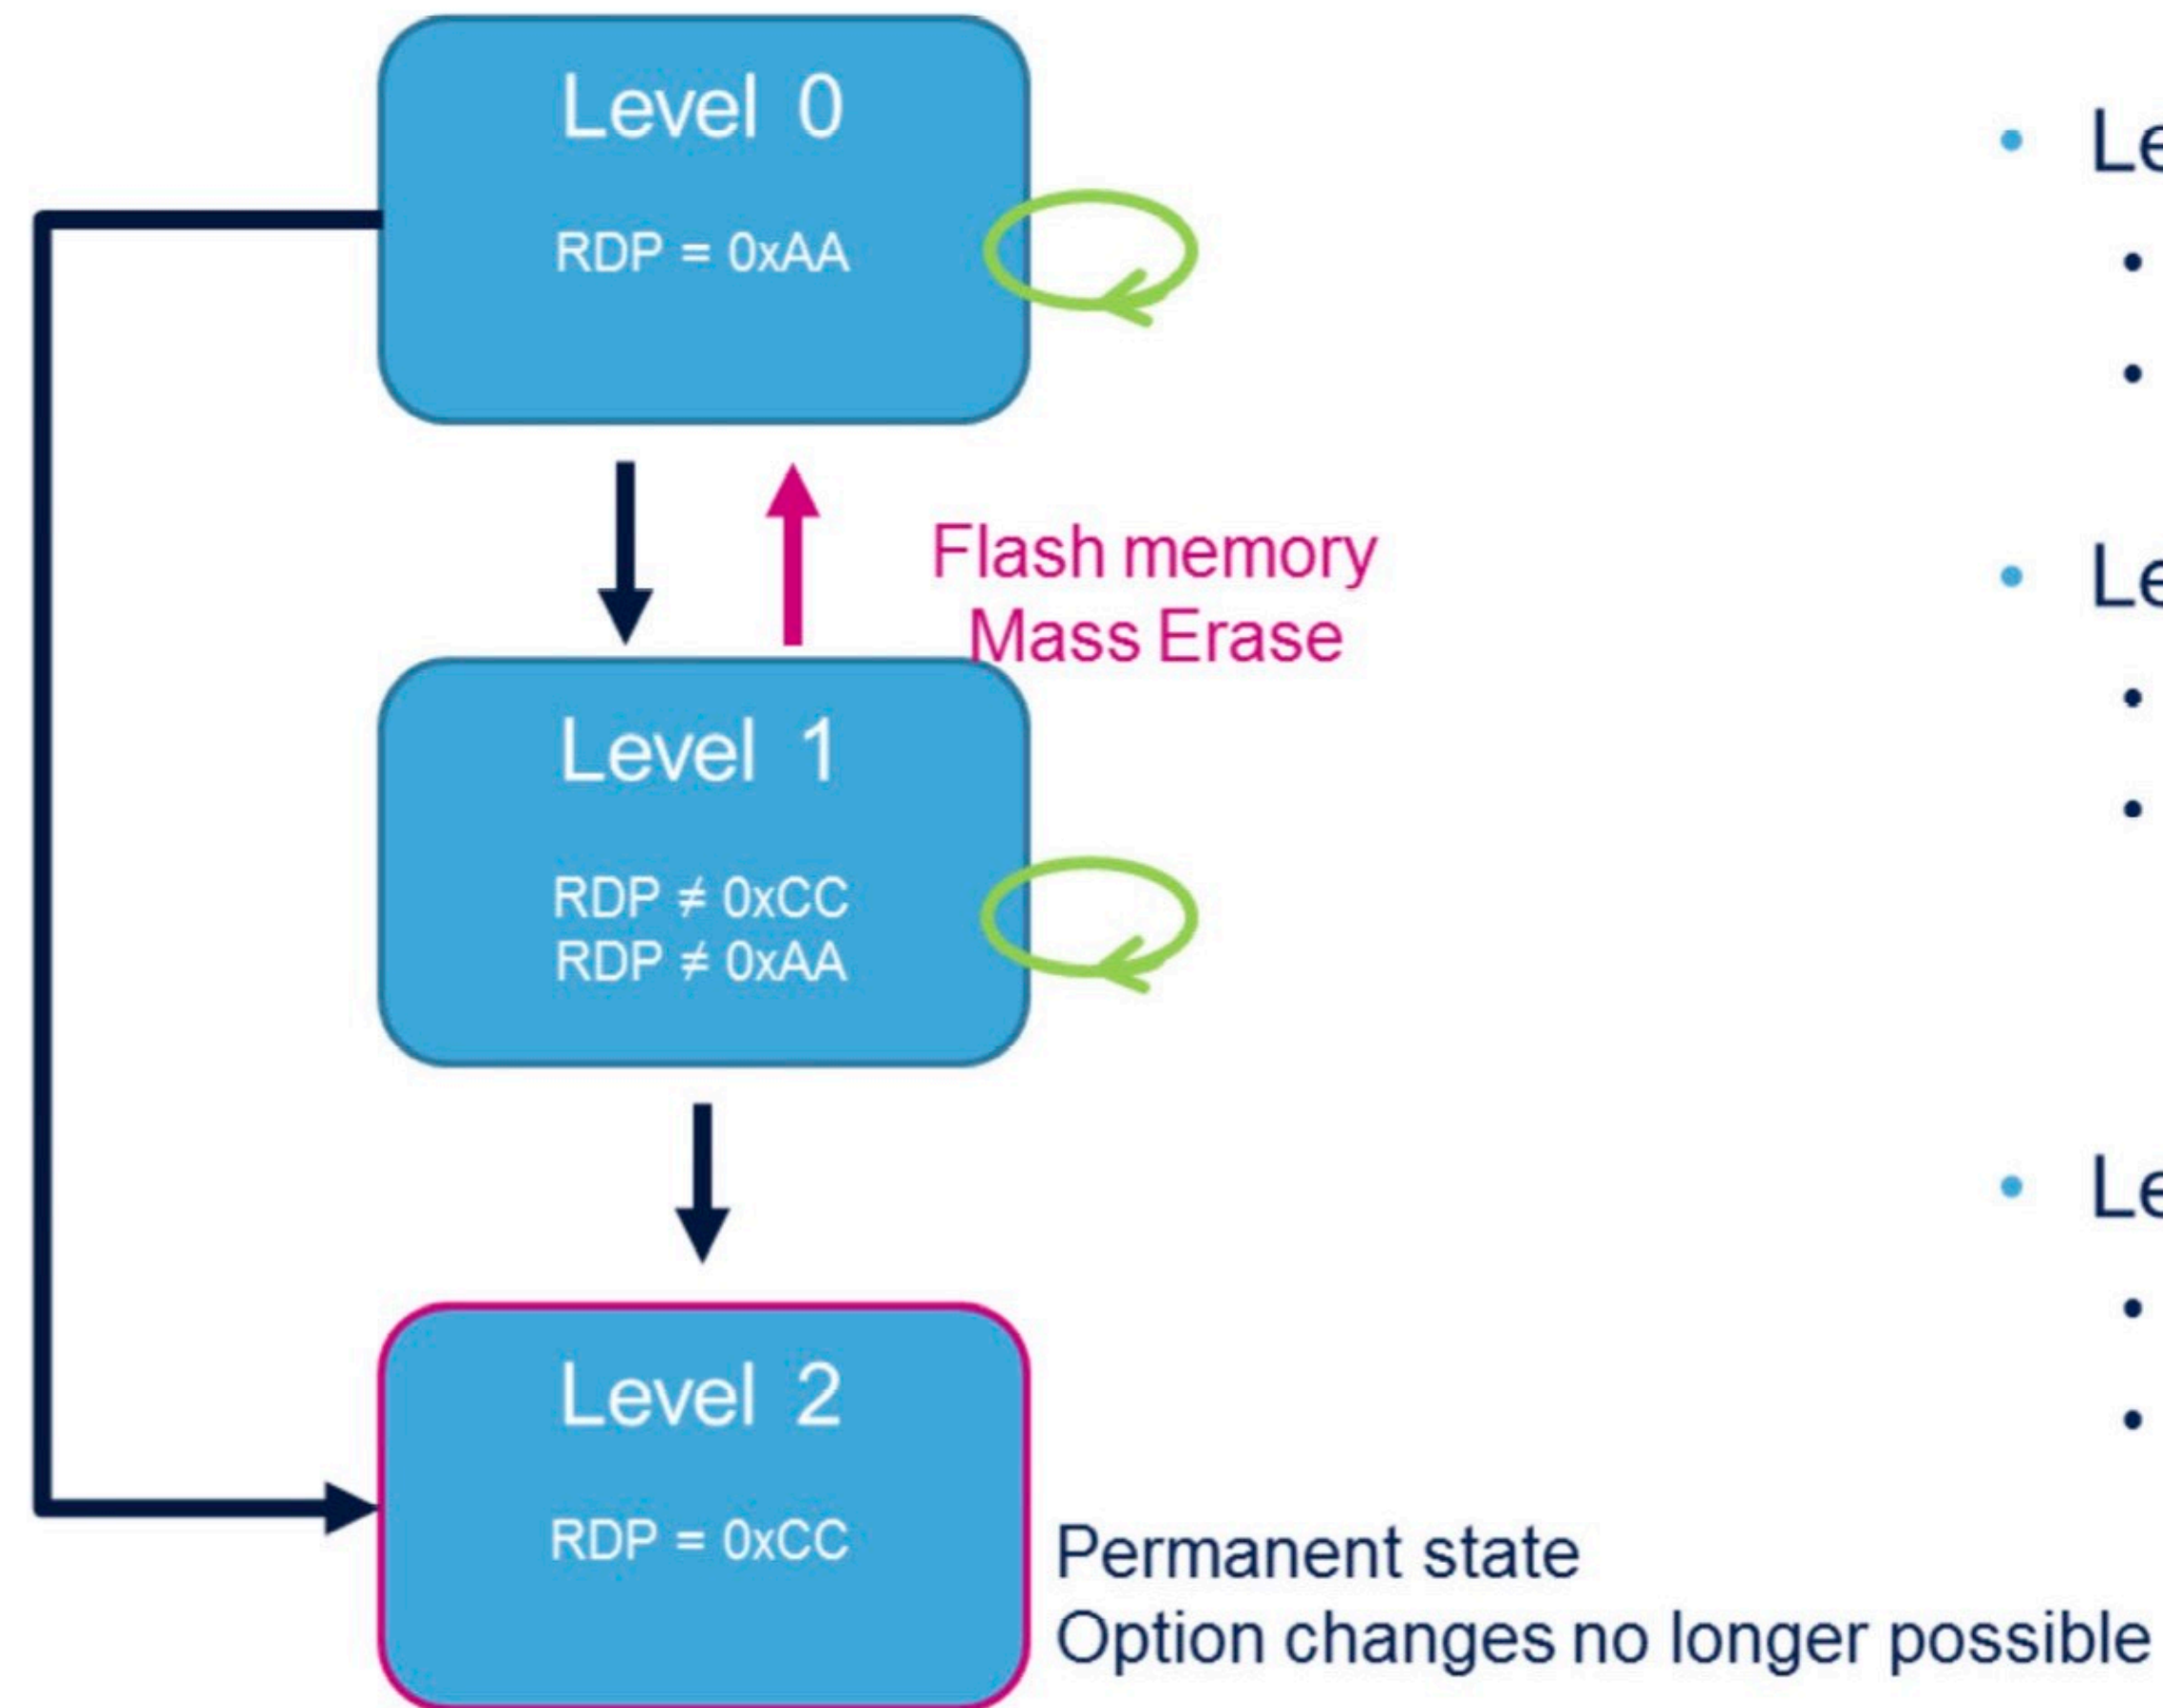 Level 0
RDP = 0xAA
Flash memory
Mass Erase
Level 1
RDP ≠ 0xCC
RDP ≠ 0xAA
Level 2
RDP = 0xCC
Permanent state
Option changes no longer possible